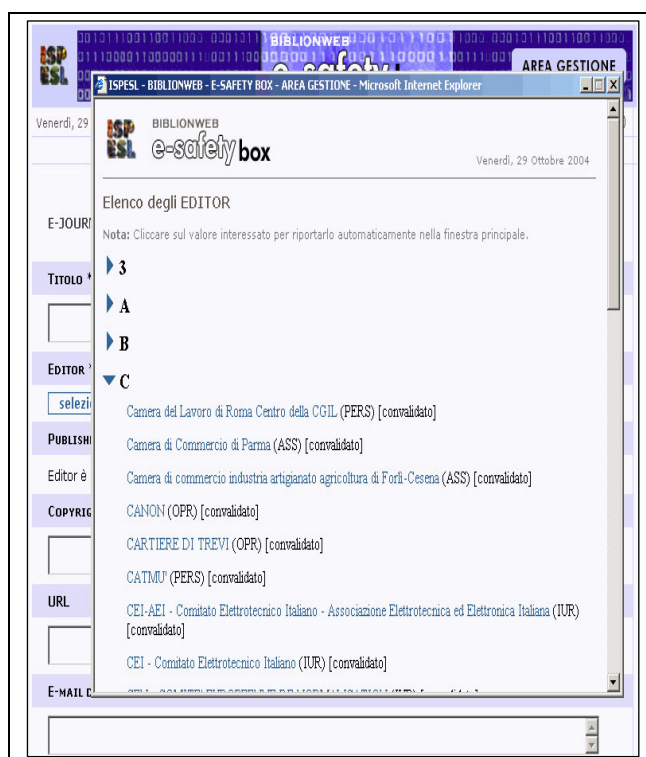 ISP
ESL
BIBLIONWEB
AREA GESTIONE
ISPESL - BIBLIONWEB - E-SAFETY BOX - AREA GESTIONE - Microsoft Internet Explorer
Venerdì, 29
ISP
ESL
BIBLIONWEB
e-safety box
Venerdì, 29 Ottobre 2004
Elenco degli EDITOR
Nota: Cliccare sul valore interessato per riportarlo automaticamente nella finestra principale.
3
A
B
C
Camera del Lavoro di Roma Centro della CGIL (PERS) [convalidato]
Camera di Commercio di Parma (ASS) [convalidato]
Camera di commercio industria artigianato agricoltura di Forlì-Cesena (ASS) [convalidato]
CANON (OPR) [convalidato]
CARTIERE DI TREVI (OPR) [convalidato]
CATMU' (PERS) [convalidato]
CEI-AEI - Comitato Elettrotecnico Italiano - Associazione Elettrotecnica ed Elettronica Italiana (IUR)
[convalidato]
CEI - Comitato Elettrotecnico Italiano (IUR) [convalidato]
E-JOUR
TITOLO *
EDITOR *
selezi
PUBLISH
Editor è
COPYRIG
URL
E-MAIL D